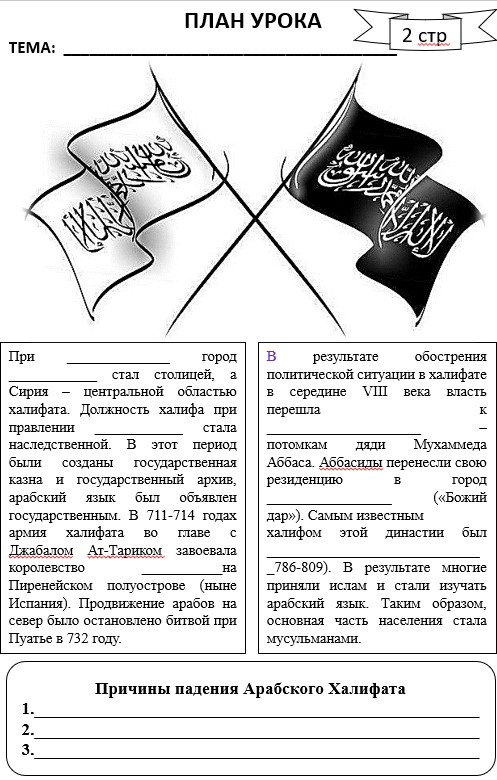 ПЛАН УРОКА
2 стр
ТЕМА: ______________________________________
При _______________ город
_____________ стал столицей, а
Сирия – центральной областью
халифата. Должность халифа при
правлении _____________ стала
наследственной. В этот период
были созданы государственная
казна и государственный архив,
арабский язык был объявлен
государственным. В 711-714 годах
армия халифата во главе с
Джабалом Ат-Тариком завоевала
королевство ____________на
Пиренейском полуострове (ныне
Испания). Продвижение арабов на
север было остановлено битвой при
Пуатье в 732 году.
В результате обострения
политической ситуации в халифате
в середине VIII века власть
перешла к
______________________ –
потомкам дяди Мухаммеда
Аббаса. Аббасиды перенесли свою
резиденцию в город
__________________ («Божий
дар»). Самым известным
халифом этой династии был
_______________________________
_786-809). В результате многие
приняли ислам и стали изучать
арабский язык. Таким образом,
основная часть населения стала
мусульманами.
Причины падения Арабского Халифата
1.________________________________________________
2.________________________________________________
3.________________________________________________